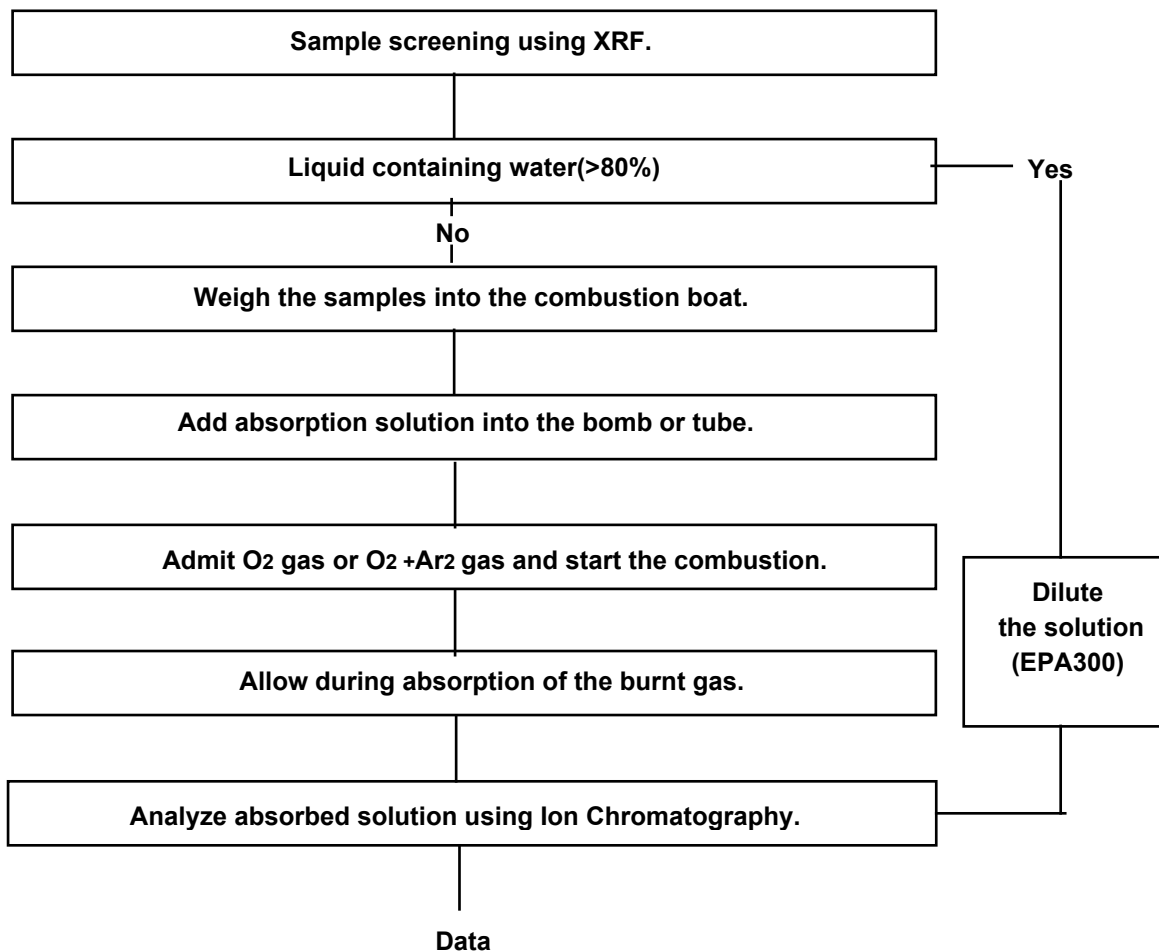 Sample screening using XRF.
Liquid containing water(>80%)
Yes
No
Weigh the samples into the combustion boat.
Add absorption solution into the bomb or tube.
Admit O2 gas or O2 +Ar2 gas and start the combustion.
Dilute
the solution
(EPA300)
Allow during absorption of the burnt gas.
Analyze absorbed solution using Ion Chromatography.
Data